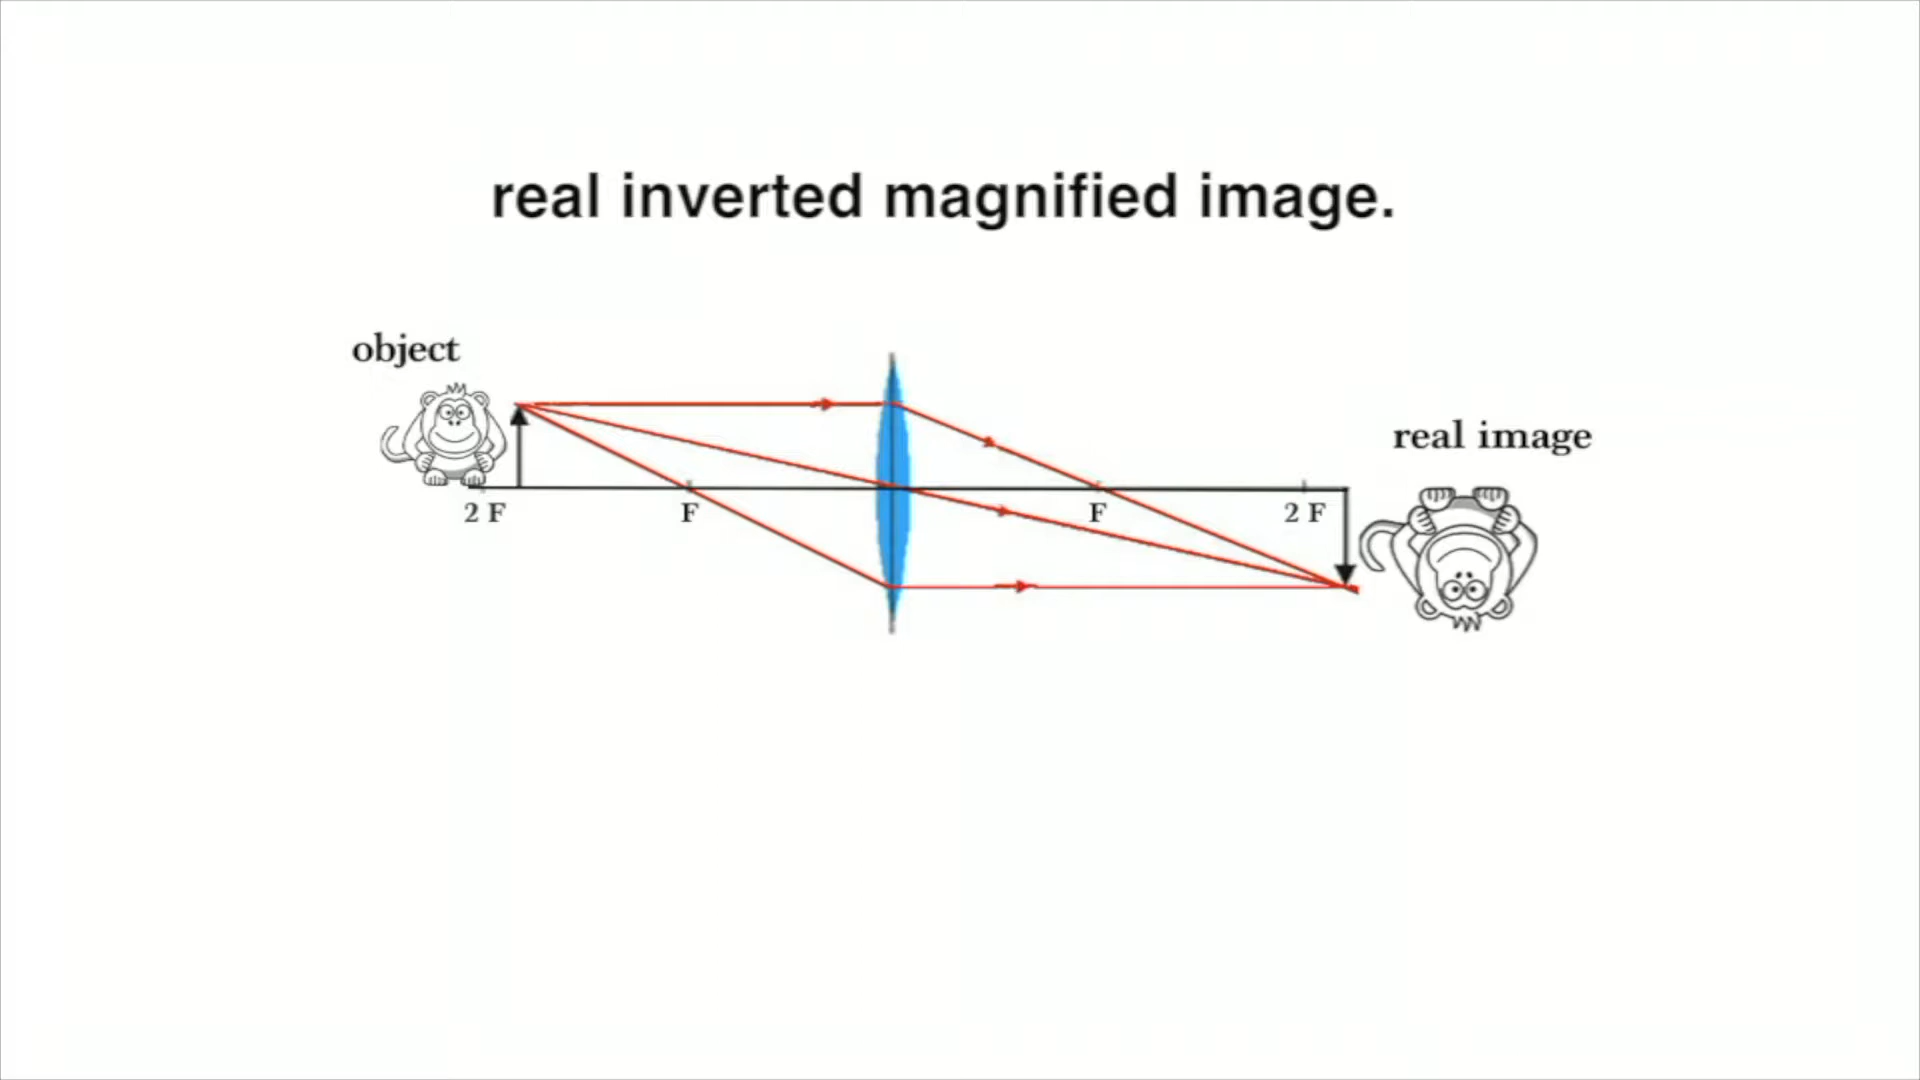 real inverted magnified image.
object
real image
2 F
F
F
2 F